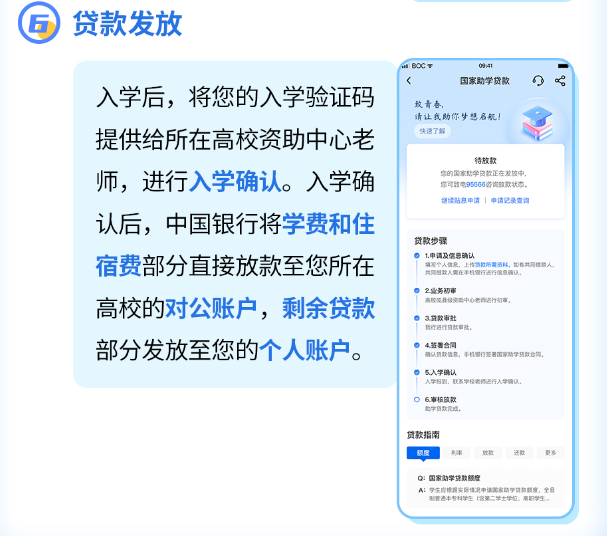 6 贷款发放
入学后，将您的入学验证码
提供给所在高校资助中心老
师，进行入学确认。入学确
认后，中国银行将学费和住
宿费部分直接放款至您所在
高校的对公账户，剩余贷款
部分发放至您的个人账户。
BOC 09:41
国家助学贷款
致青春，
请让我助你梦想启航！
快速了解
待放款
您的国家助学贷款正在发放中，
您可致电95566咨询放款状态。
继续贴息申请 | 申请记录查询
贷款步骤
1.申请及信息确认
填写个人信息，上传贷款所需资料。如有共同借款人，
共同借款人需在手机银行进行信息确认。
2.业务初审
高校或县级资助中心老师进行初审。
3.贷款审批
我行进行贷款审批。
4.签署合同
确认贷款信息，手机银行签署国家助学贷款合同。
5.入学确认
入学报到，联系学校老师进行入学确认。
6.审核放款
助学贷款完成。
贷款指南
额度 利率 放款 还款 更多
Q：国家助学贷款额度
A：学生应根据实际情况申请国家助学贷款额度，全日
制普通本专科学生（含第二学士学位、高职学生...